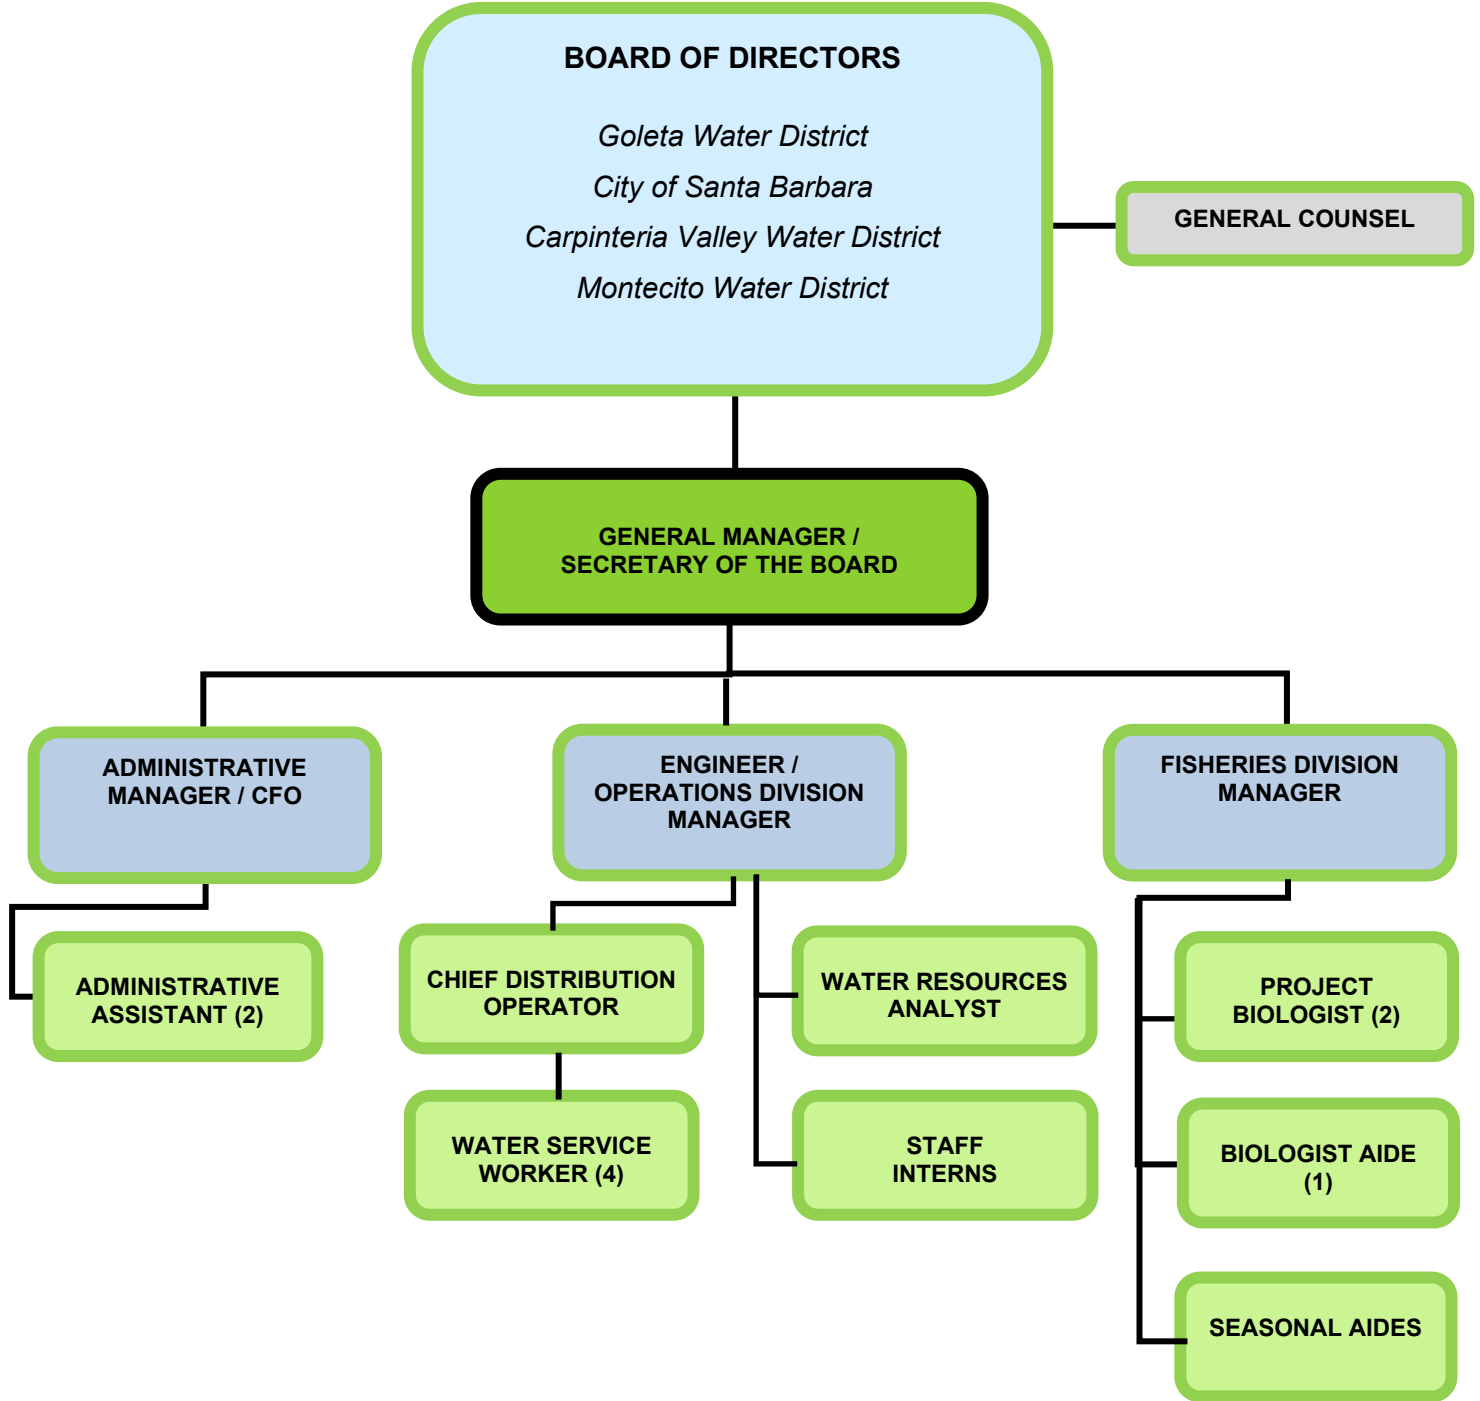 BOARD OF DIRECTORS
Goleta Water District
City of Santa Barbara
Carpinteria Valley Water District
Montecito Water District
GENERAL COUNSEL
GENERAL MANAGER /
SECRETARY OF THE BOARD
ADMINISTRATIVE
MANAGER / CFO
ENGINEER /
OPERATIONS DIVISION
MANAGER
FISHERIES DIVISION
MANAGER
ADMINISTRATIVE
ASSISTANT (2)
CHIEF DISTRIBUTION
OPERATOR
WATER RESOURCES
ANALYST
PROJECT
BIOLOGIST (2)
WATER SERVICE
WORKER (4)
STAFF
INTERNS
BIOLOGIST AIDE
(1)
SEASONAL AIDES